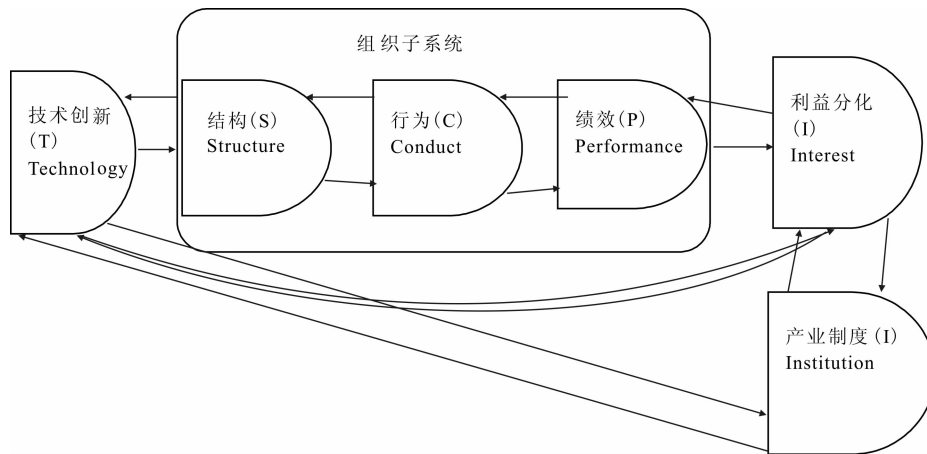 组织子系统
技术创新
(T)
Technology
结构(S)
Structure
行为(C)
Conduct
绩效(P)
Performance
利益分化
(I)
Interest
产业制度(I)
Institution